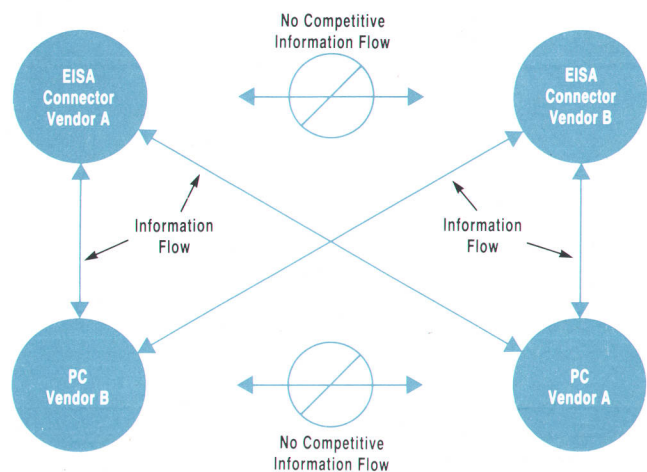 No Competitive
Information Flow
EISA
Connector
Vendor A
EISA
Connector
Vendor B
Information
Flow
Information
Flow
PC
Vendor B
PC
Vendor A
No Competitive
Information Flow